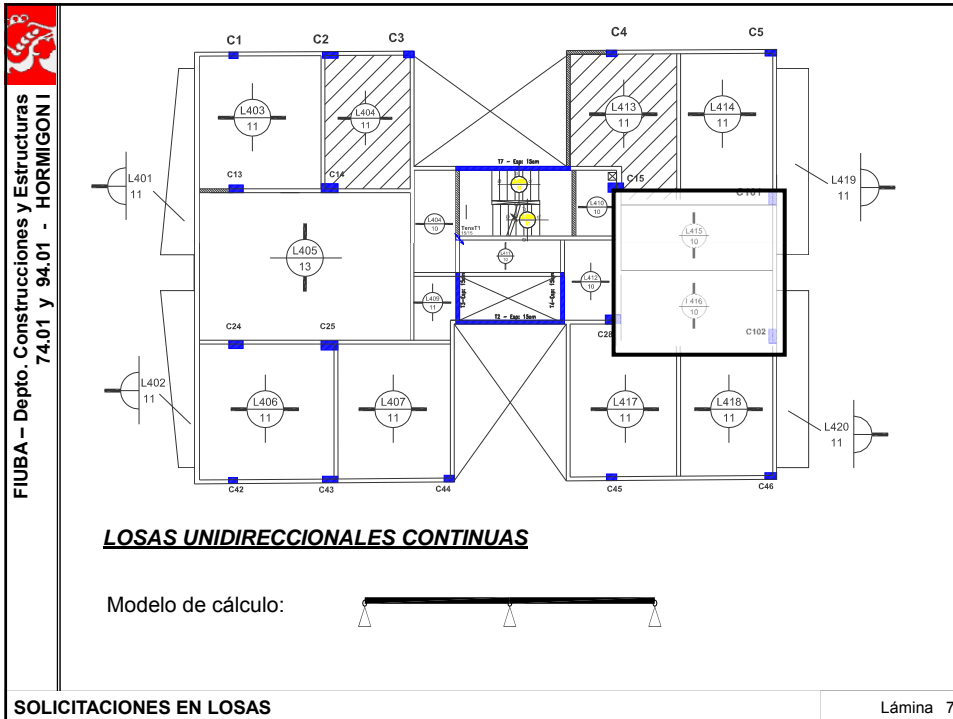 FIUBA – Depto. Construcciones y Estructuras
74.01 y 94.01 - HORMIGON I
C1 C2 C3 C4 C5
L403
11
L404
11
L413
11
L414
11
L401
11
C13 C14 C15 C101
L419
11
T7 - Esp: 15cm
L404
10
L410
10
L415
10
L405
13
L412
10
L409
11
L416
10
T2 - Esp: 15cm
C24 C25 C28 C102
L402
11
L406
11
L407
11
L417
11
L418
11
L420
11
C42 C43 C44 C45 C46
LOSAS UNIDIRECCIONALES CONTINUAS
Modelo de cálculo:
SOLICITACIONES EN LOSAS
Lámina 7